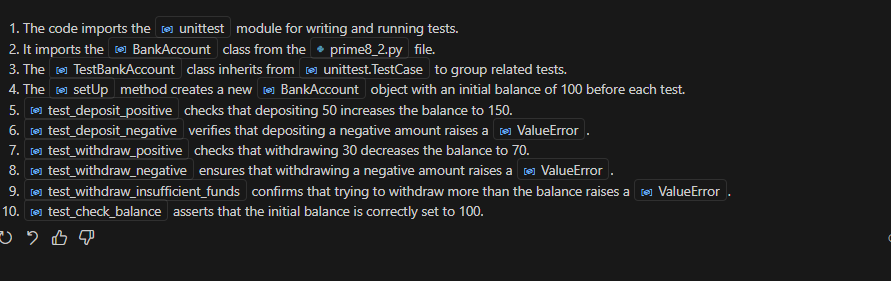 1. The code imports the unittest module for writing and running tests.
2. It imports the BankAccount class from the prime8_2.py file.
3. The TestBankAccount class inherits from unittest.TestCase to group related tests.
4. The setUp method creates a new BankAccount object with an initial balance of 100 before each test.
5. test_deposit_positive checks that depositing 50 increases the balance to 150.
6. test_deposit_negative verifies that depositing a negative amount raises a ValueError .
7. test_withdraw_positive checks that withdrawing 30 decreases the balance to 70.
8. test_withdraw_negative ensures that withdrawing a negative amount raises a ValueError .
9. test_withdraw_insufficient_funds confirms that trying to withdraw more than the balance raises a ValueError .
10. test_check_balance asserts that the initial balance is correctly set to 100.